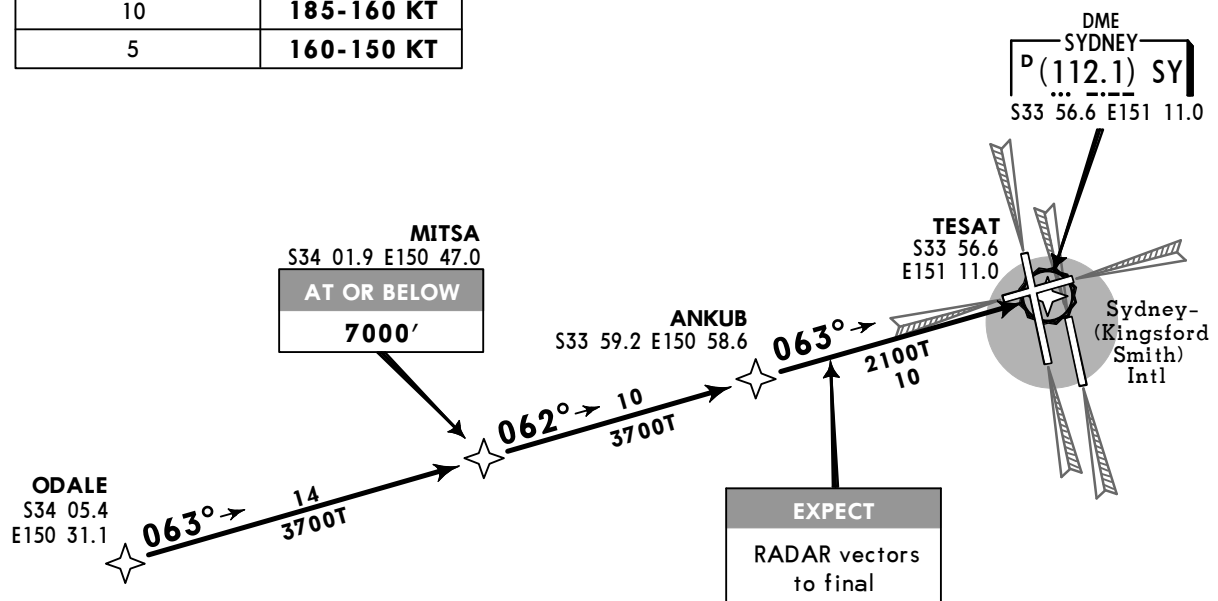 10 185-160 KT
5 160-150 KT
DME
SYDNEY
D (112.1) SY
S33 56.6 E151 11.0
MITSA
S34 01.9 E150 47.0
AT OR BELOW
7000′
TESAT
S33 56.6
E151 11.0
Sydney-
(Kingsford
Smith)
Intl
ANKUB
S33 59.2 E150 58.6
063°
2100T
10
062°
10
3700T
ODALE
S34 05.4
E150 31.1
063°
14
3700T
EXPECT
RADAR vectors
to final